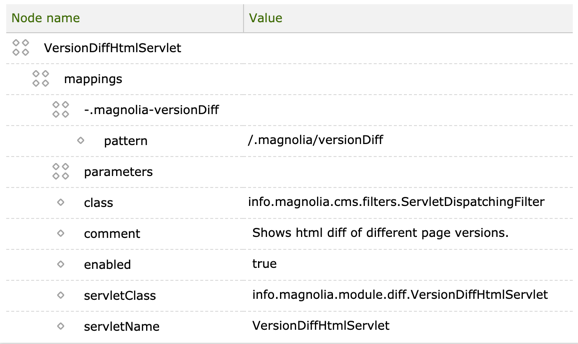 Node name Value
VersionDiffHtmlServlet
mappings
-.magnolia-versionDiff
pattern /.magnolia/versionDiff
parameters
class info.magnolia.cms.filters.ServletDispatchingFilter
comment Shows html diff of different page versions.
enabled true
servletClass info.magnolia.module.diff.VersionDiffHtmlServlet
servletName VersionDiffHtmlServlet